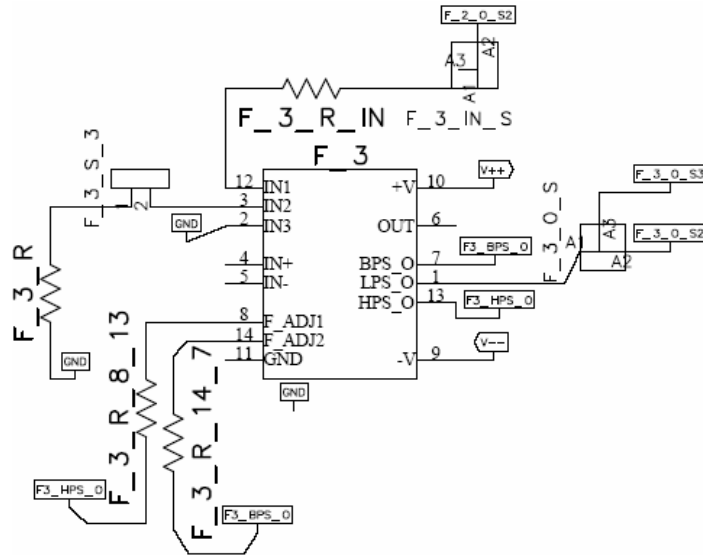 F_2_O_S2
A2
A3
A1
F_3_R_IN
F_3_IN_S
F_3_S_3
1
2
F_3
12 IN1
3 IN2
2 IN3
4 IN+
5 IN-
8 F_ADJ1
14 F_ADJ2
11 GND
+V 10
OUT 6
BPS_O 7
LPS_O 1
HPS_O 13
-V 9
V++
GND
F3_BPS_O
F3_HPS_O
V--
F_3_O_S
A1
A3
A2
F_3_O_S3
F_3_O_S2
F_3_R
GND
F_3_R_8_13
F_3_R_14_7
GND
F3_HPS_O
F3_BPS_O